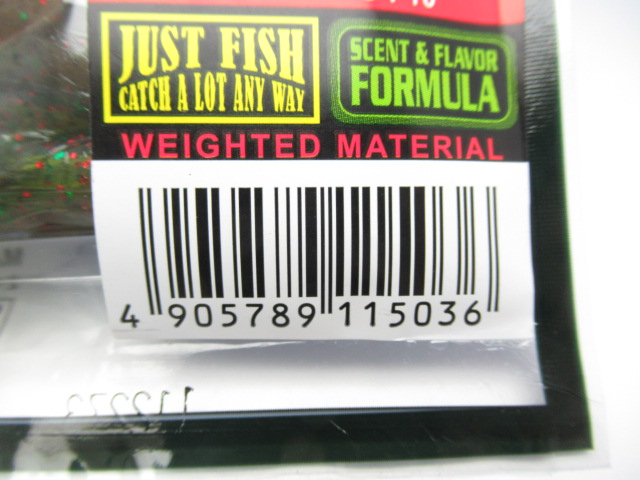 JUST FISH
CATCH A LOT ANY WAY
SCENT & FLAVOR
FORMULA
WEIGHTED MATERIAL
4 905789 115036